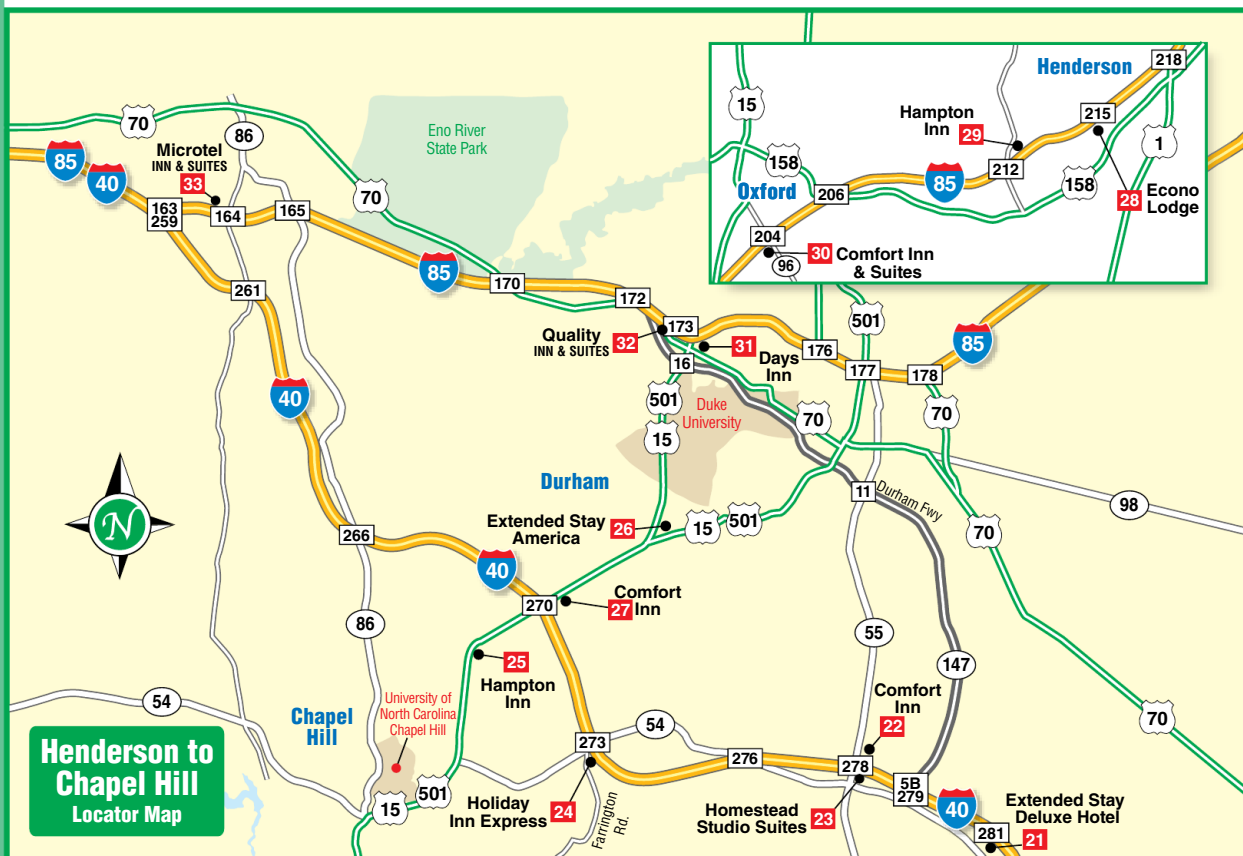 70
86
Microtel
INN & SUITES
33
85
40
163
259
164
165
Eno River
State Park
70
85
170
172
261
40
Quality
INN & SUITES
32
173
16
31
Days
Inn
176
177
178
501
85
501
15
Duke
University
70
70
Durham
11
Durham Fwy
98
70
Extended Stay
America
26
15
501
N
266
40
270
Comfort
Inn
27
86
25
Hampton
Inn
55
147
70
54
Chapel
Hill
University of
North Carolina
Chapel Hill
54
273
276
278
Comfort
Inn
22
5B
279
40
281
Holiday
Inn Express
24
Farrington
Rd.
Homestead
Studio Suites
23
Extended Stay
Deluxe Hotel
21
15
501
Henderson to
Chapel Hill
Locator Map
218
Henderson
15
Hampton
Inn
29
215
1
158
212
85
158
Oxford
206
28
Econo
Lodge
204
30
Comfort Inn
& Suites
96